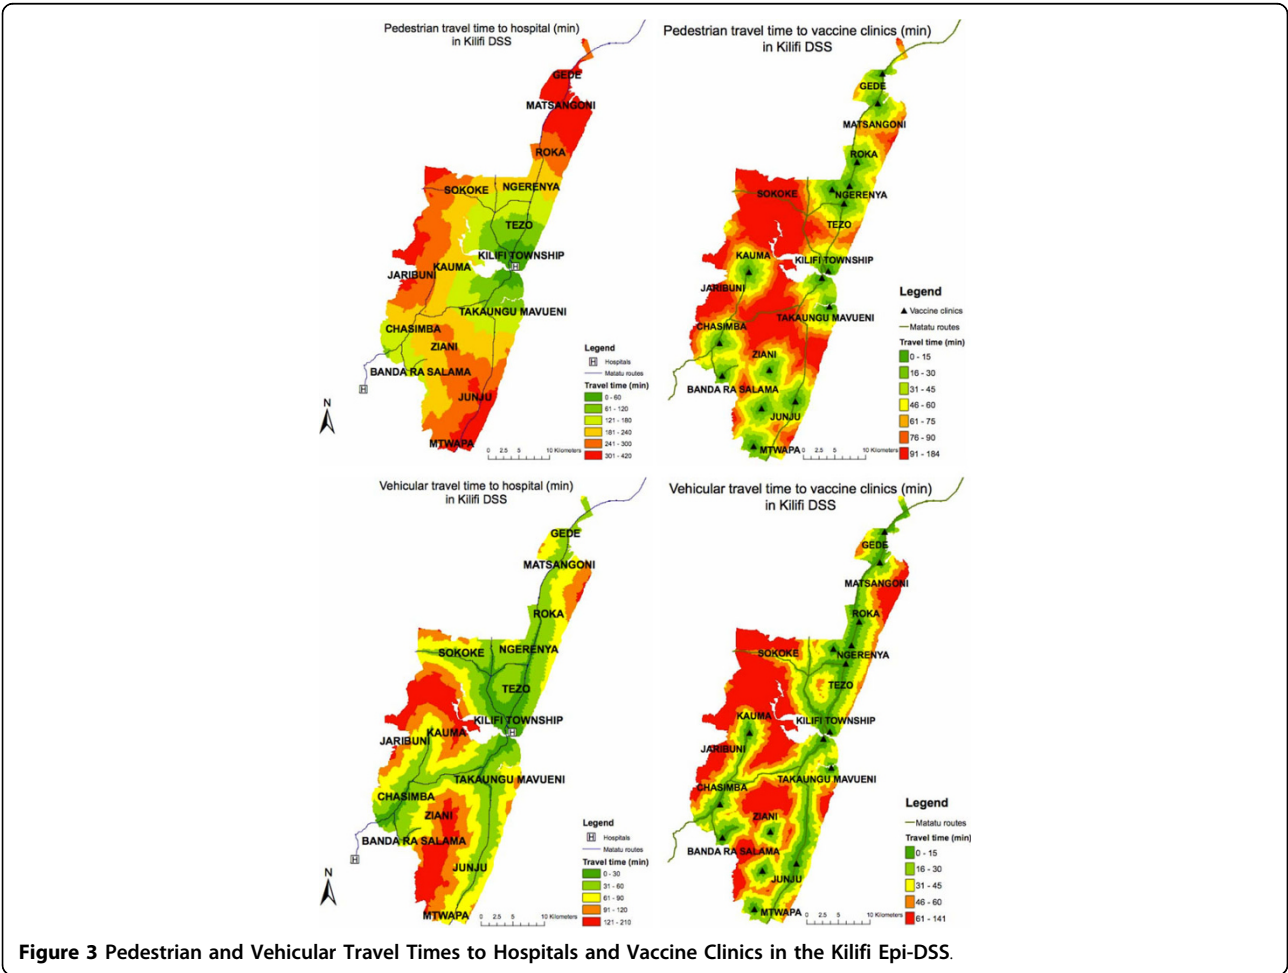 Pedestrian travel time to hospital (min)
in Kilifi DSS
GEDE
MATSANGONI
ROKA
SOKOKE
NGERENYA
TEZO
KILIFI TOWNSHIP
H
KAUMA
JARIBUNI
TAKAUNGU MAVUENI
CHASIMBA
ZIANI
BANDA RA SALAMA
H
JUNJU
MTWAPA
N
Legend
H Hospitals
Matatu routes
Travel time (min)
0 - 60
61 - 120
121 - 180
181 - 240
241 - 300
301 - 420
0 2.5 5 10 Kilometers
Pedestrian travel time to vaccine clinics (min)
in Kilifi DSS
GEDE
MATSANGONI
ROKA
SOKOKE
NGERENYA
TEZO
KAUMA
KILIFI TOWNSHIP
JARIBUNI
TAKAUNGU MAVUENI
CHASIMBA
ZIANI
BANDA RA SALAMA
JUNJU
MTWAPA
Legend
Vaccine clinics
Matatu routes
Travel time (min)
0 - 15
16 - 30
31 - 45
46 - 60
61 - 75
76 - 90
91 - 184
0 2.5 5 10 Kilometers
Vehicular travel time to hospital (min)
in Kilifi DSS
GEDE
MATSANGONI
ROKA
SOKOKE
NGERENYA
TEZO
KILIFI TOWNSHIP
H
KAUMA
JARIBUNI
TAKAUNGU MAVUENI
CHASIMBA
ZIANI
BANDA RA SALAMA
H
JUNJU
MTWAPA
N
Legend
H Hospitals
Matatu routes
Travel time (min)
0 - 30
31 - 60
61 - 90
91 - 120
121 - 210
0 2.5 5 10 Kilometers
Vehicular travel time to vaccine clinics (min)
in Kilifi DSS
GEDE
MATSANGONI
ROKA
SOKOKE
NGERENYA
TEZO
KAUMA
KILIFI TOWNSHIP
JARIBUNI
TAKAUNGU MAVUENI
CHASIMBA
ZIANI
BANDA RA SALAMA
JUNJU
MTWAPA
Legend
Matatu routes
Travel time (min)
0 - 15
16 - 30
31 - 45
46 - 60
61 - 141
0 2.5 5 10 Kilometers
Figure 3 Pedestrian and Vehicular Travel Times to Hospitals and Vaccine Clinics in the Kilifi Epi-DSS.